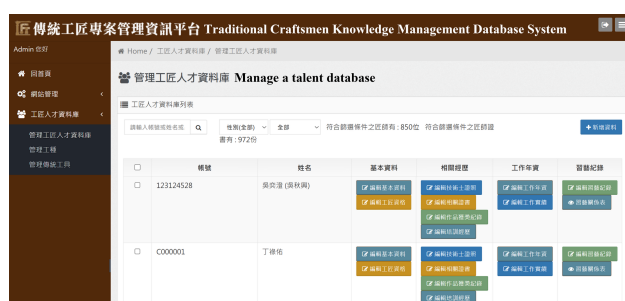 匠 傳統工匠專案管理資訊平台 Traditional Craftsmen Knowledge Management Database System
Admin 您好
Home / 工匠人才資料庫 / 管理工匠人才資料庫
回首頁
管理工匠人才資料庫 Manage a talent database
網站管理
工匠人才資料庫列表
工匠人才資料庫
管理工匠人才資料庫
管理工種
管理傳統工具
請輸入帳號或姓名或 性別(全部) 全部 符合篩選條件之匠師有 : 850位 符合篩選條件之匠師證
書有 : 972份
+新增資料
帳號 姓名 基本資料 相關經歷 工作年資 習藝紀錄
123124528 吳奕溍 (吳秋興) 編輯基本資料 編輯技術士證照 編輯工作年資 編輯習藝紀錄
編輯工匠資格 編輯相關證書 編輯工作實績 習藝關係表
編輯作品獲獎紀錄
編輯培訓經歷
C000001 丁禄佑 編輯基本資料 編輯技術士證照 編輯工作年資 編輯習藝紀錄
編輯工匠資格 編輯相關證書 編輯工作實績 習藝關係表
編輯作品獲獎紀錄
編輯培訓經歷